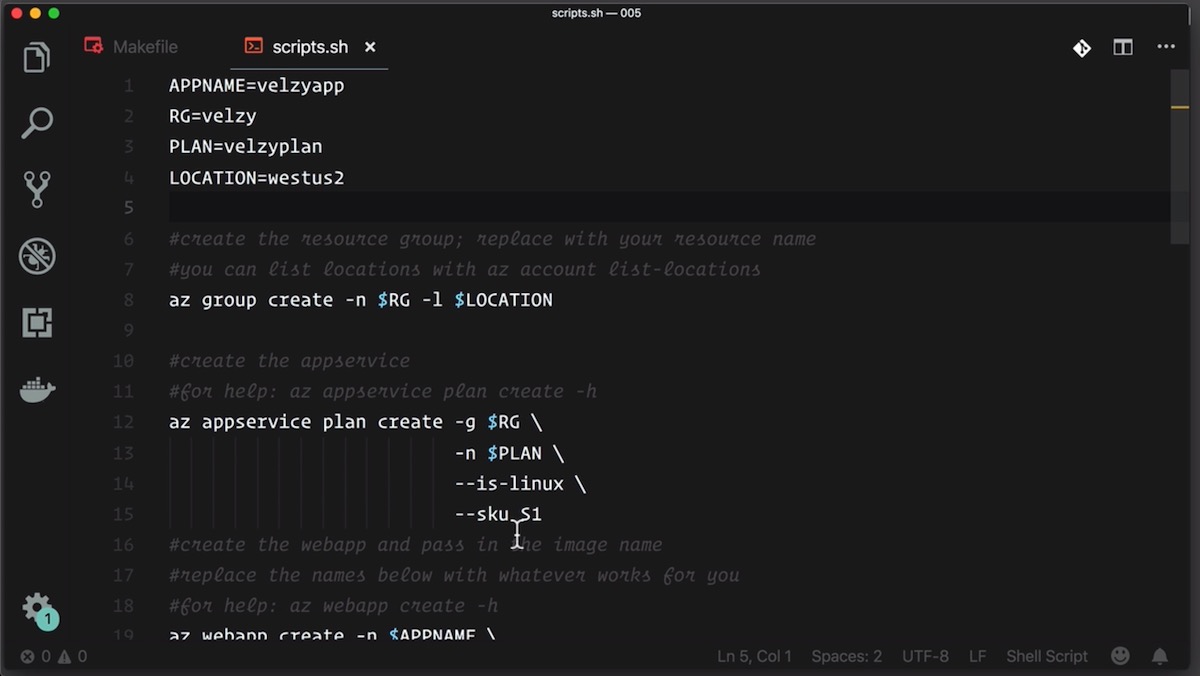 scripts.sh — 005
Makefile
scripts.sh ×
1 APPNAME=velzyapp
2 RG=velzy
3 PLAN=velzyplan
4 LOCATION=westus2
5
6 #create the resource group; replace with your resource name
7 #you can list locations with az account list-locations
8 az group create -n $RG -l $LOCATION
9
10 #create the appservice
11 #for help: az appservice plan create -h
12 az appservice plan create -g $RG \
13 -n $PLAN \
14 --is-linux \
15 --sku S1
16 #create the webapp and pass in the image name
17 #replace the names below with whatever works for you
18 #for help: az webapp create -h
19 az webapp create -n $APPNAME \
1
0 0 Ln 5, Col 1 Spaces: 2 UTF-8 LF Shell Script